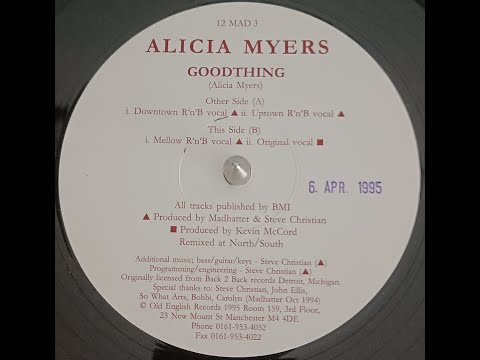 12 MAD 3
ALICIA MYERS
GOODTHING
(Alicia Myers)
Other Side (A)
i. Downtown R'n'B vocal ▲ ii. Uptown R'n'B vocal ▲
This Side (B)
i. Mellow R'n'B vocal ▲ ii. Original vocal ■
6. APR. 1995
All tracks published by BMI
▲ Produced by Madhatter & Steve Christian
■ Produced by Kevin McCord
Remixed at North/South
Additional music; bass/guitar/keys - Steve Christian (▲)
Programming/engineering - Steve Christian (▲)
Originally licensed from Back 2 Back records Detroit, Michigan.
Special thanks to: Steve Christian, John Ellis,
So What Arts, Bobbi, Carolyn (Madhatter Oct 1994)
© Old English Records 1995 Room 159, 3rd Floor,
23 New Mount St Manchester M4 4DE
Phone 0161-953-4052
Fax 0161-953-4022